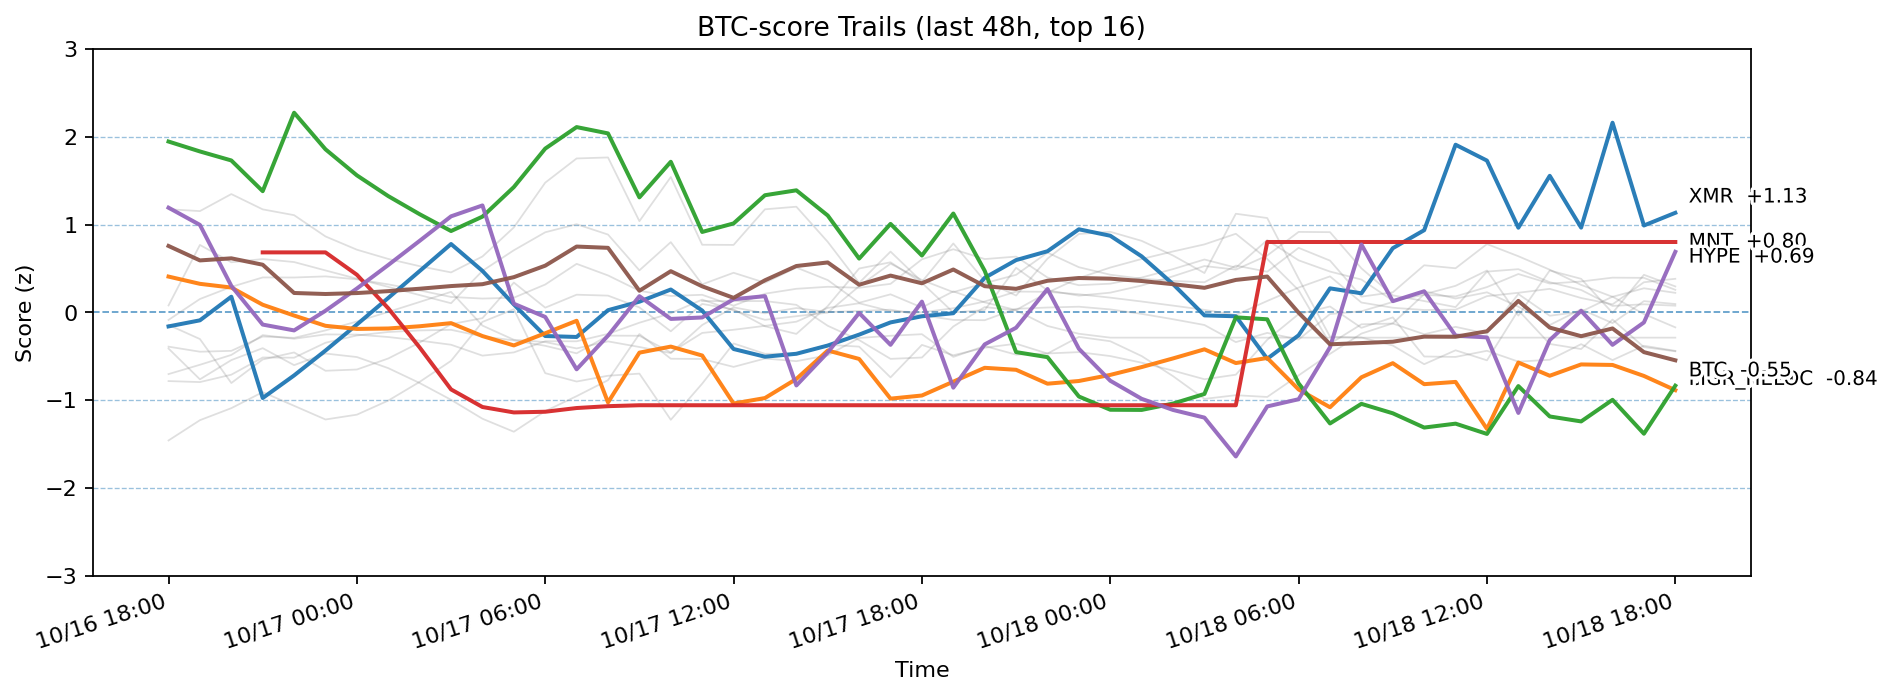 BTC-score Trails (last 48h, top 16)
Score (z)
3
2
1
0
−1
−2
−3
XMR +1.13
MNT +0.80
HYPE +0.69
BTC -0.55
-0.84
10/16 18:00
10/17 00:00
10/17 06:00
10/17 12:00
10/17 18:00
10/18 00:00
10/18 06:00
10/18 12:00
10/18 18:00
Time